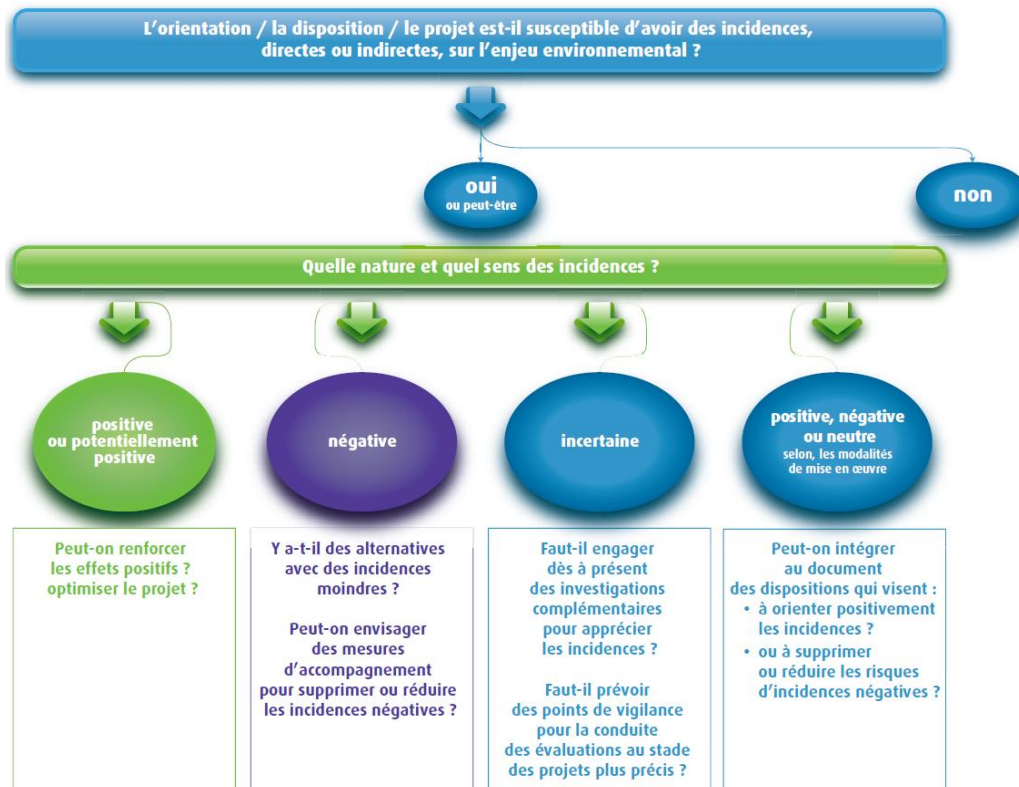 L'orientation / la disposition / le projet est-il susceptible d'avoir des incidences,
directes ou indirectes, sur l'enjeu environnemental ?
oui
ou peut-être
non
Quelle nature et quel sens des incidences ?
positive
ou potentiellement
positive
négative
incertaine
positive, négative
ou neutre
selon, les modalités
de mise en œuvre
Peut-on renforcer
les effets positifs ?
optimiser le projet ?
Y a-t-il des alternatives
avec des incidences
moindres ?
Peut-on envisager
des mesures
d'accompagnement
pour supprimer ou réduire
les incidences négatives ?
Faut-il engager
dès à présent
des investigations
complémentaires
pour apprécier
les incidences ?
Faut-il prévoir
des points de vigilance
pour la conduite
des évaluations au stade
des projets plus précis ?
Peut-on intégrer
au document
des dispositions qui visent :
• à orienter positivement
les incidences ?
• ou à supprimer
ou réduire les risques
d'incidences négatives ?